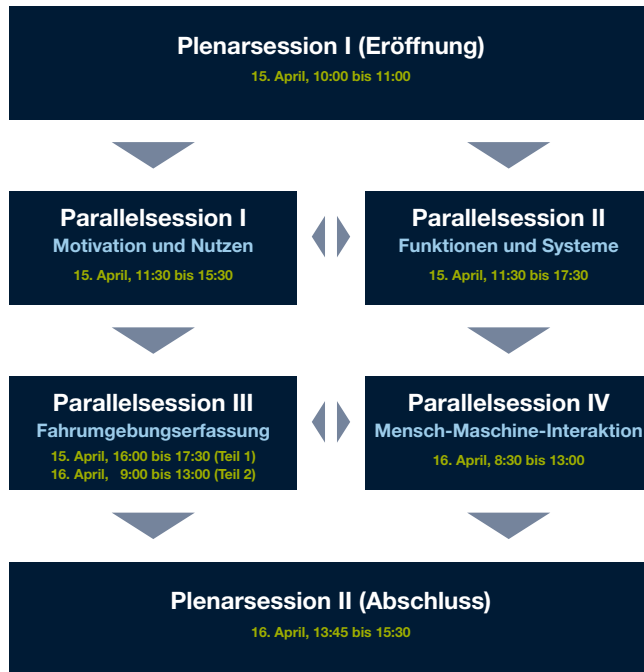 Plenarsession I (Eröffnung)
15. April, 10:00 bis 11:00
Parallelsession I
Motivation und Nutzen
15. April, 11:30 bis 15:30
Parallelsession II
Funktionen und Systeme
15. April, 11:30 bis 17:30
Parallelsession III
Fahrumgebungserfassung
15. April, 16:00 bis 17:30 (Teil 1)
16. April, 9:00 bis 13:00 (Teil 2)
Parallelsession IV
Mensch-Maschine-Interaktion
16. April, 8:30 bis 13:00
Plenarsession II (Abschluss)
16. April, 13:45 bis 15:30